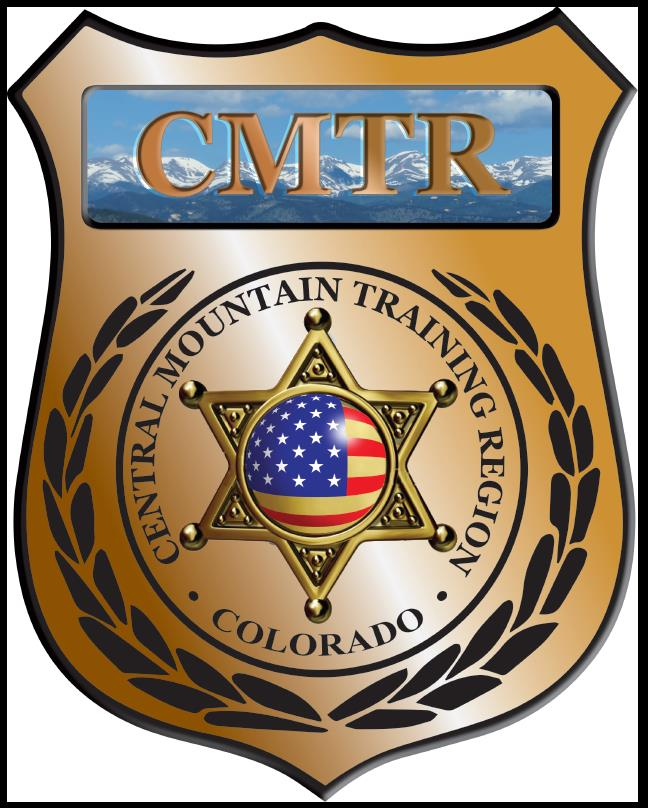 CMTR
CENTRAL MOUNTAIN TRAINING REGION
• COLORADO •